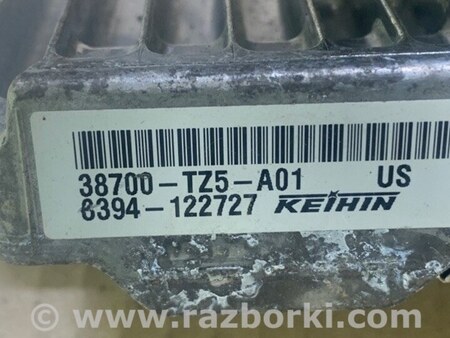 38700-TZ5-A01 US
6394-122727 KEIHIN
www.razborki.com